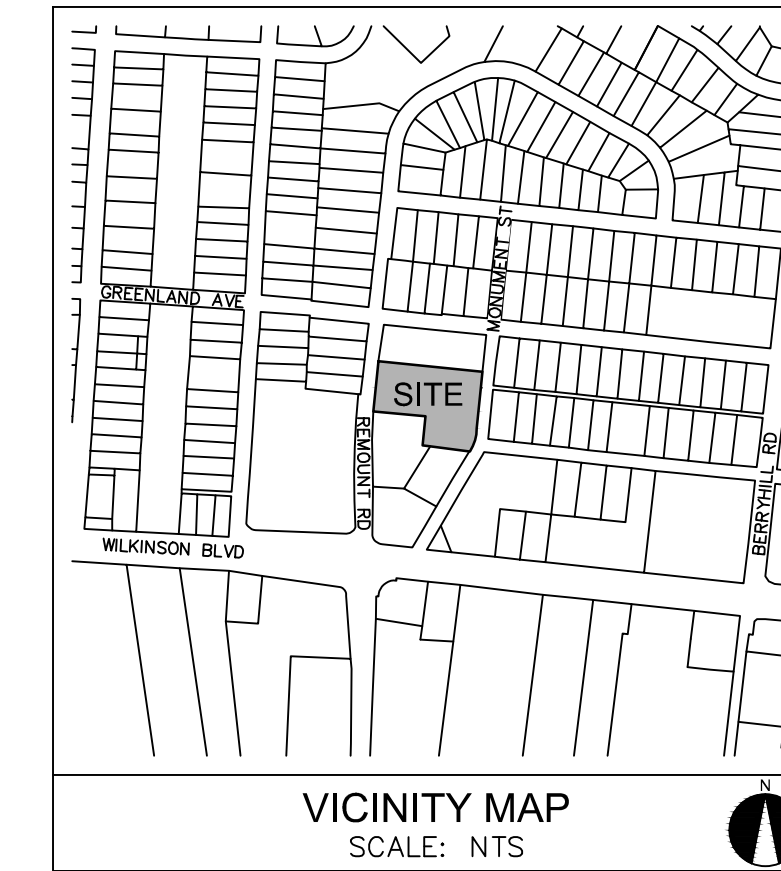 MONUMENT ST
GREENLAND AVE
SITE
REMOUNT RD
BERRYHILL RD
WILKINSON BLVD
VICINITY MAP
SCALE: NTS
N